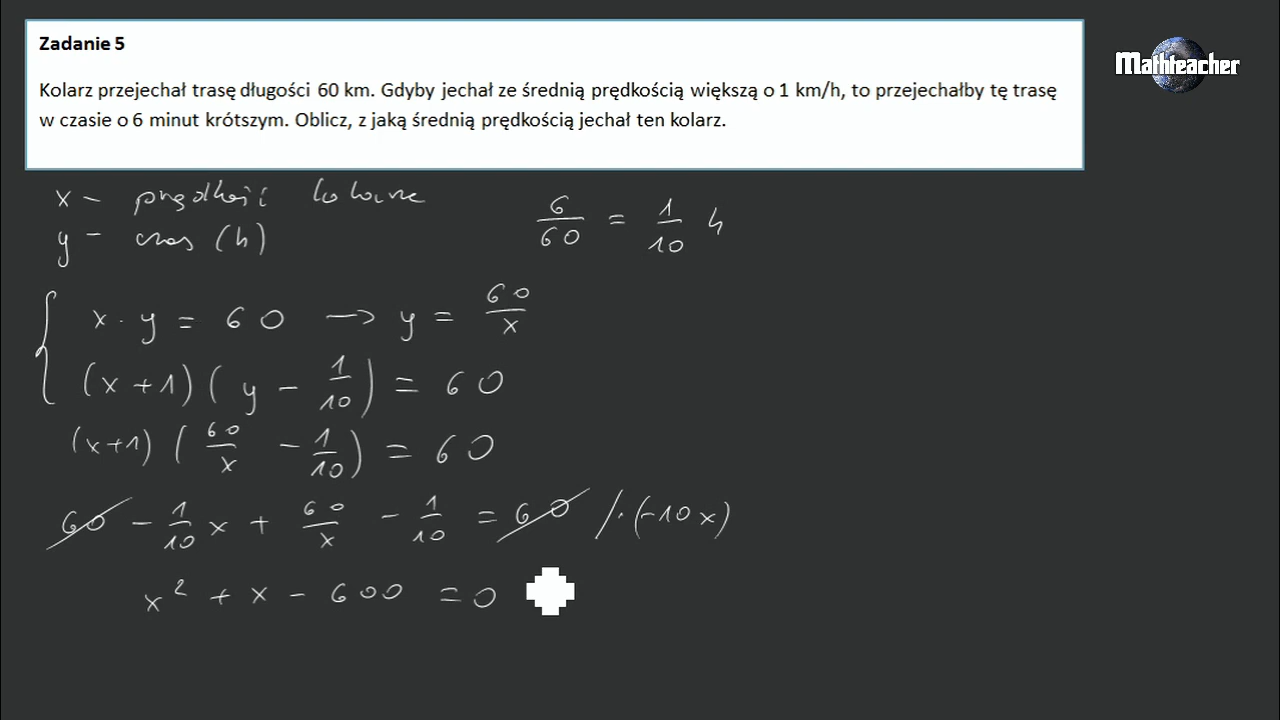 Zadanie 5
Mathteacher
Kolarz przejechał trasę długości 60 km. Gdyby jechał ze średnią prędkością większą o 1 km/h, to przejechałby tę trasę
w czasie o 6 minut krótszym. Oblicz, z jaką średnią prędkością jechał ten kolarz.
x – prędkość kolarza
y – czas (h)
6/60 = 1/10 h
x · y = 60 → y = 60/x
(x + 1)(y − 1/10) = 60
(x+1)(60/x − 1/10) = 60
60 − 1/10 x + 60/x − 1/10 = 60 /·(−10x)
x² + x − 600 = 0